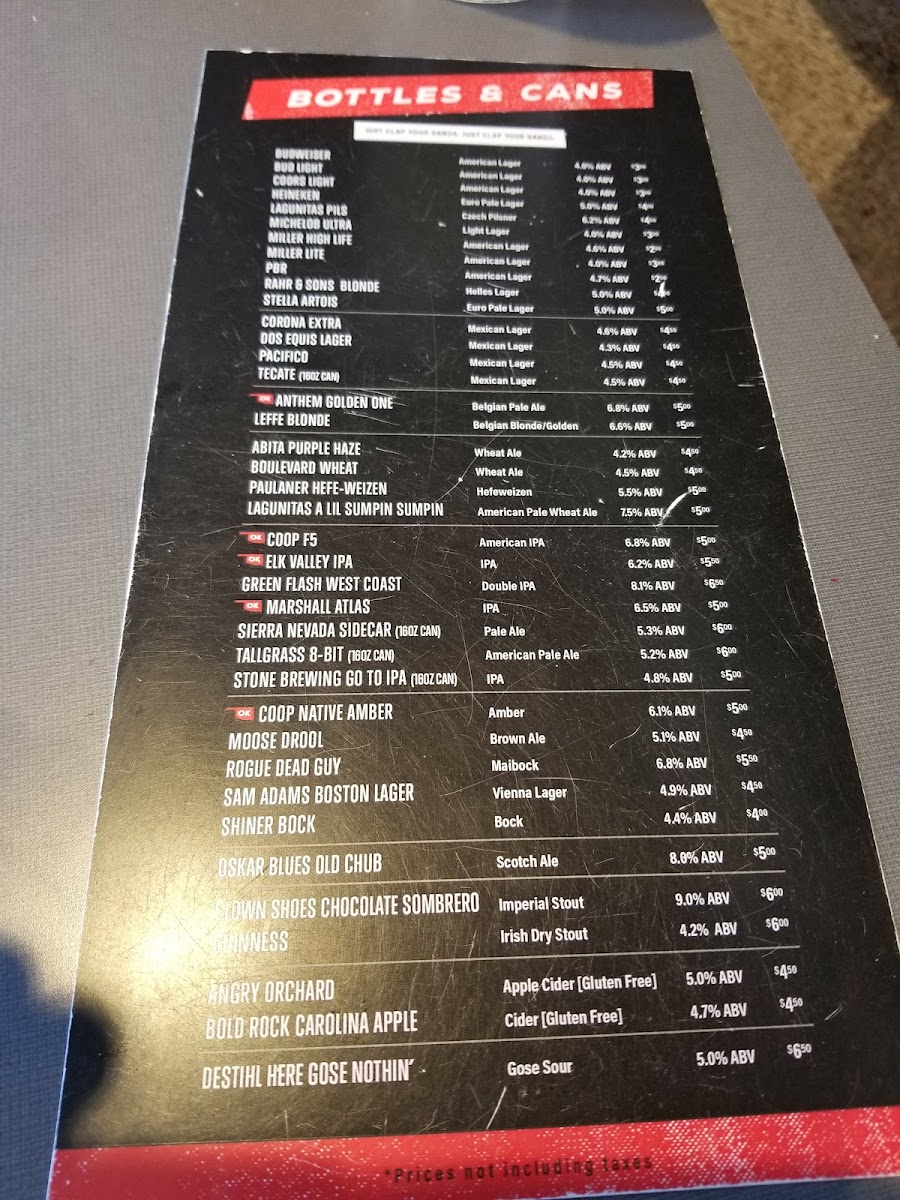 BOTTLES & CANS
JUST CLAP YOUR HANDS. JUST CLAP YOUR HANDS.
BUDWEISER American Lager 4.0% ABV
BUD LIGHT American Lager 4.0% ABV
COORS LIGHT American Lager 4.0% ABV
HEINEKEN Euro Pale Lager 5.0% ABV
LAGUNITAS PILS Czech Pilsner 6.2% ABV
MICHELOB ULTRA Light Lager 4.0% ABV
MILLER HIGH LIFE American Lager 4.6% ABV
MILLER LITE American Lager 4.0% ABV
PBR American Lager 4.7% ABV
RAHR & SONS BLONDE Helles Lager 5.0% ABV
STELLA ARTOIS Euro Pale Lager 5.0% ABV $500
CORONA EXTRA Mexican Lager 4.6% ABV $450
DOS EQUIS LAGER Mexican Lager 4.3% ABV $450
PACIFICO Mexican Lager 4.5% ABV $450
TECATE (16OZ CAN) Mexican Lager 4.5% ABV $450
OK ANTHEM GOLDEN ONE Belgian Pale Ale 6.8% ABV $500
LEFFE BLONDE Belgian Blonde/Golden 6.6% ABV $500
ABITA PURPLE HAZE Wheat Ale 4.2% ABV $450
BOULEVARD WHEAT Wheat Ale 4.5% ABV $450
PAULANER HEFE-WEIZEN Hefeweizen 5.5% ABV $500
LAGUNITAS A LIL SUMPIN SUMPIN American Pale Wheat Ale 7.5% ABV $500
OK COOP F5 American IPA 6.8% ABV $500
OK ELK VALLEY IPA IPA 6.2% ABV $550
GREEN FLASH WEST COAST Double IPA 8.1% ABV $650
OK MARSHALL ATLAS IPA 6.5% ABV $500
SIERRA NEVADA SIDECAR (16OZ CAN) Pale Ale 5.3% ABV $600
TALLGRASS 8-BIT (16OZ CAN) American Pale Ale 5.2% ABV $600
STONE BREWING GO TO IPA (16OZ CAN) IPA 4.8% ABV $500
OK COOP NATIVE AMBER Amber 6.1% ABV $500
MOOSE DROOL Brown Ale 5.1% ABV $450
ROGUE DEAD GUY Maibock 6.8% ABV $550
SAM ADAMS BOSTON LAGER Vienna Lager 4.9% ABV $450
SHINER BOCK Bock 4.4% ABV $400
OSKAR BLUES OLD CHUB Scotch Ale 8.0% ABV $500
CLOWN SHOES CHOCOLATE SOMBRERO Imperial Stout 9.0% ABV $600
GUINNESS Irish Dry Stout 4.2% ABV $600
ANGRY ORCHARD Apple Cider [Gluten Free] 5.0% ABV $450
BOLD ROCK CAROLINA APPLE Cider [Gluten Free] 4.7% ABV $450
DESTIHL HERE GOSE NOTHIN' Gose Sour 5.0% ABV $650
*Prices not including taxes